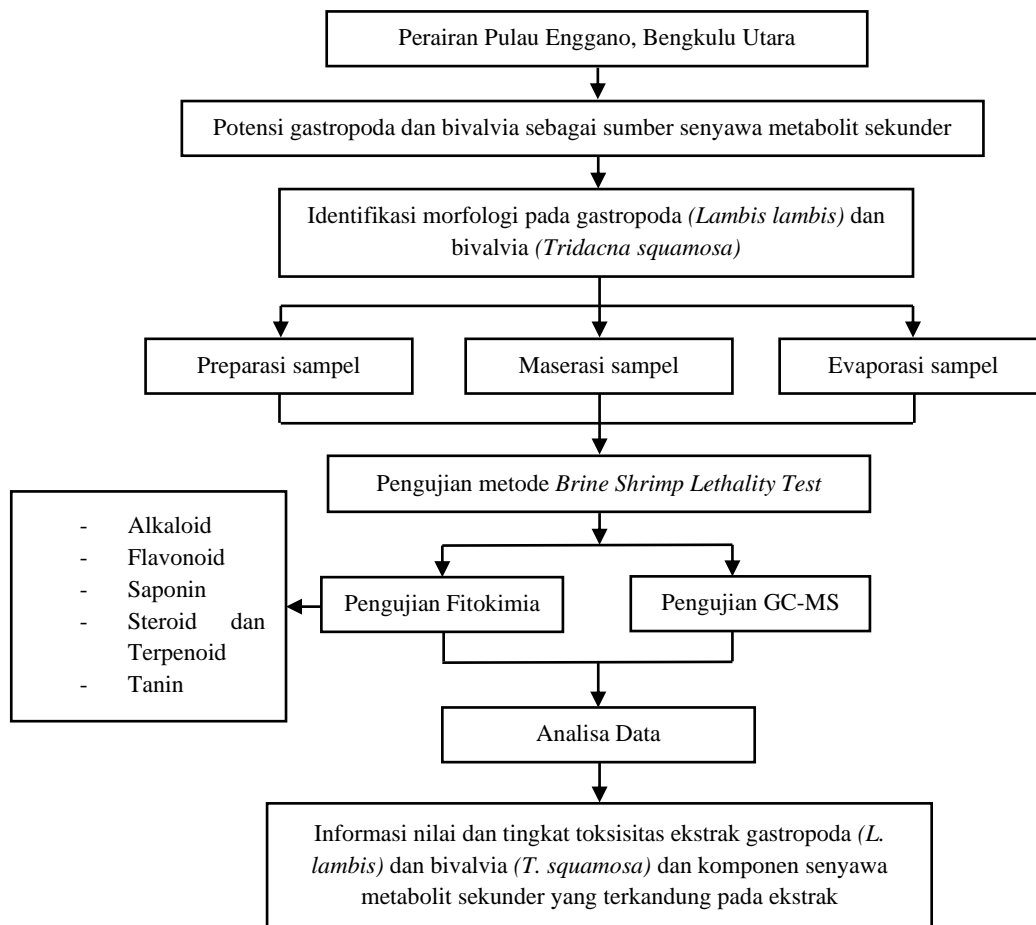 Perairan Pulau Enggano, Bengkulu Utara
Potensi gastropoda dan bivalvia sebagai sumber senyawa metabolit sekunder
Identifikasi morfologi pada gastropoda (Lambis lambis) dan
bivalvia (Tridacna squamosa)
Preparasi sampel
Maserasi sampel
Evaporasi sampel
Pengujian metode Brine Shrimp Lethality Test
- Alkaloid
- Flavonoid
- Saponin
- Steroid dan
Terpenoid
- Tanin
Pengujian Fitokimia
Pengujian GC-MS
Analisa Data
Informasi nilai dan tingkat toksisitas ekstrak gastropoda (L.
lambis) dan bivalvia (T. squamosa) dan komponen senyawa
metabolit sekunder yang terkandung pada ekstrak